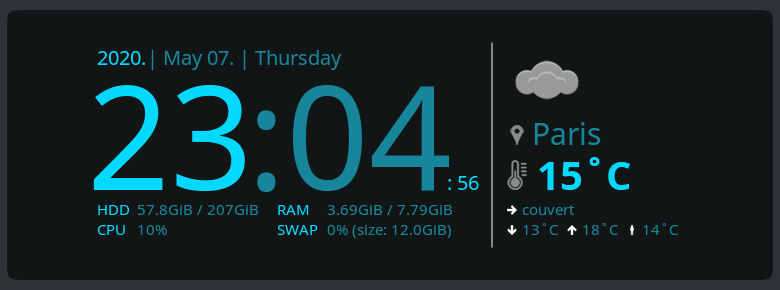 2020. | May 07. | Thursday
23:04 : 56
HDD 57.8GiB / 207GiB RAM 3.69GiB / 7.79GiB
CPU 10% SWAP 0% (size: 12.0GiB)
Paris
15°C
couvert
13°C 18°C 14°C